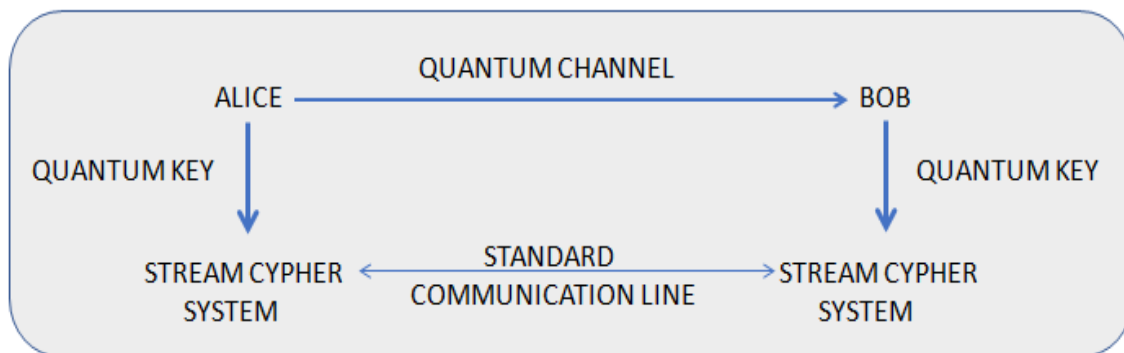 QUANTUM CHANNEL
ALICE
BOB
QUANTUM KEY
QUANTUM KEY
STREAM CYPHER
SYSTEM
STANDARD
COMMUNICATION LINE
STREAM CYPHER
SYSTEM